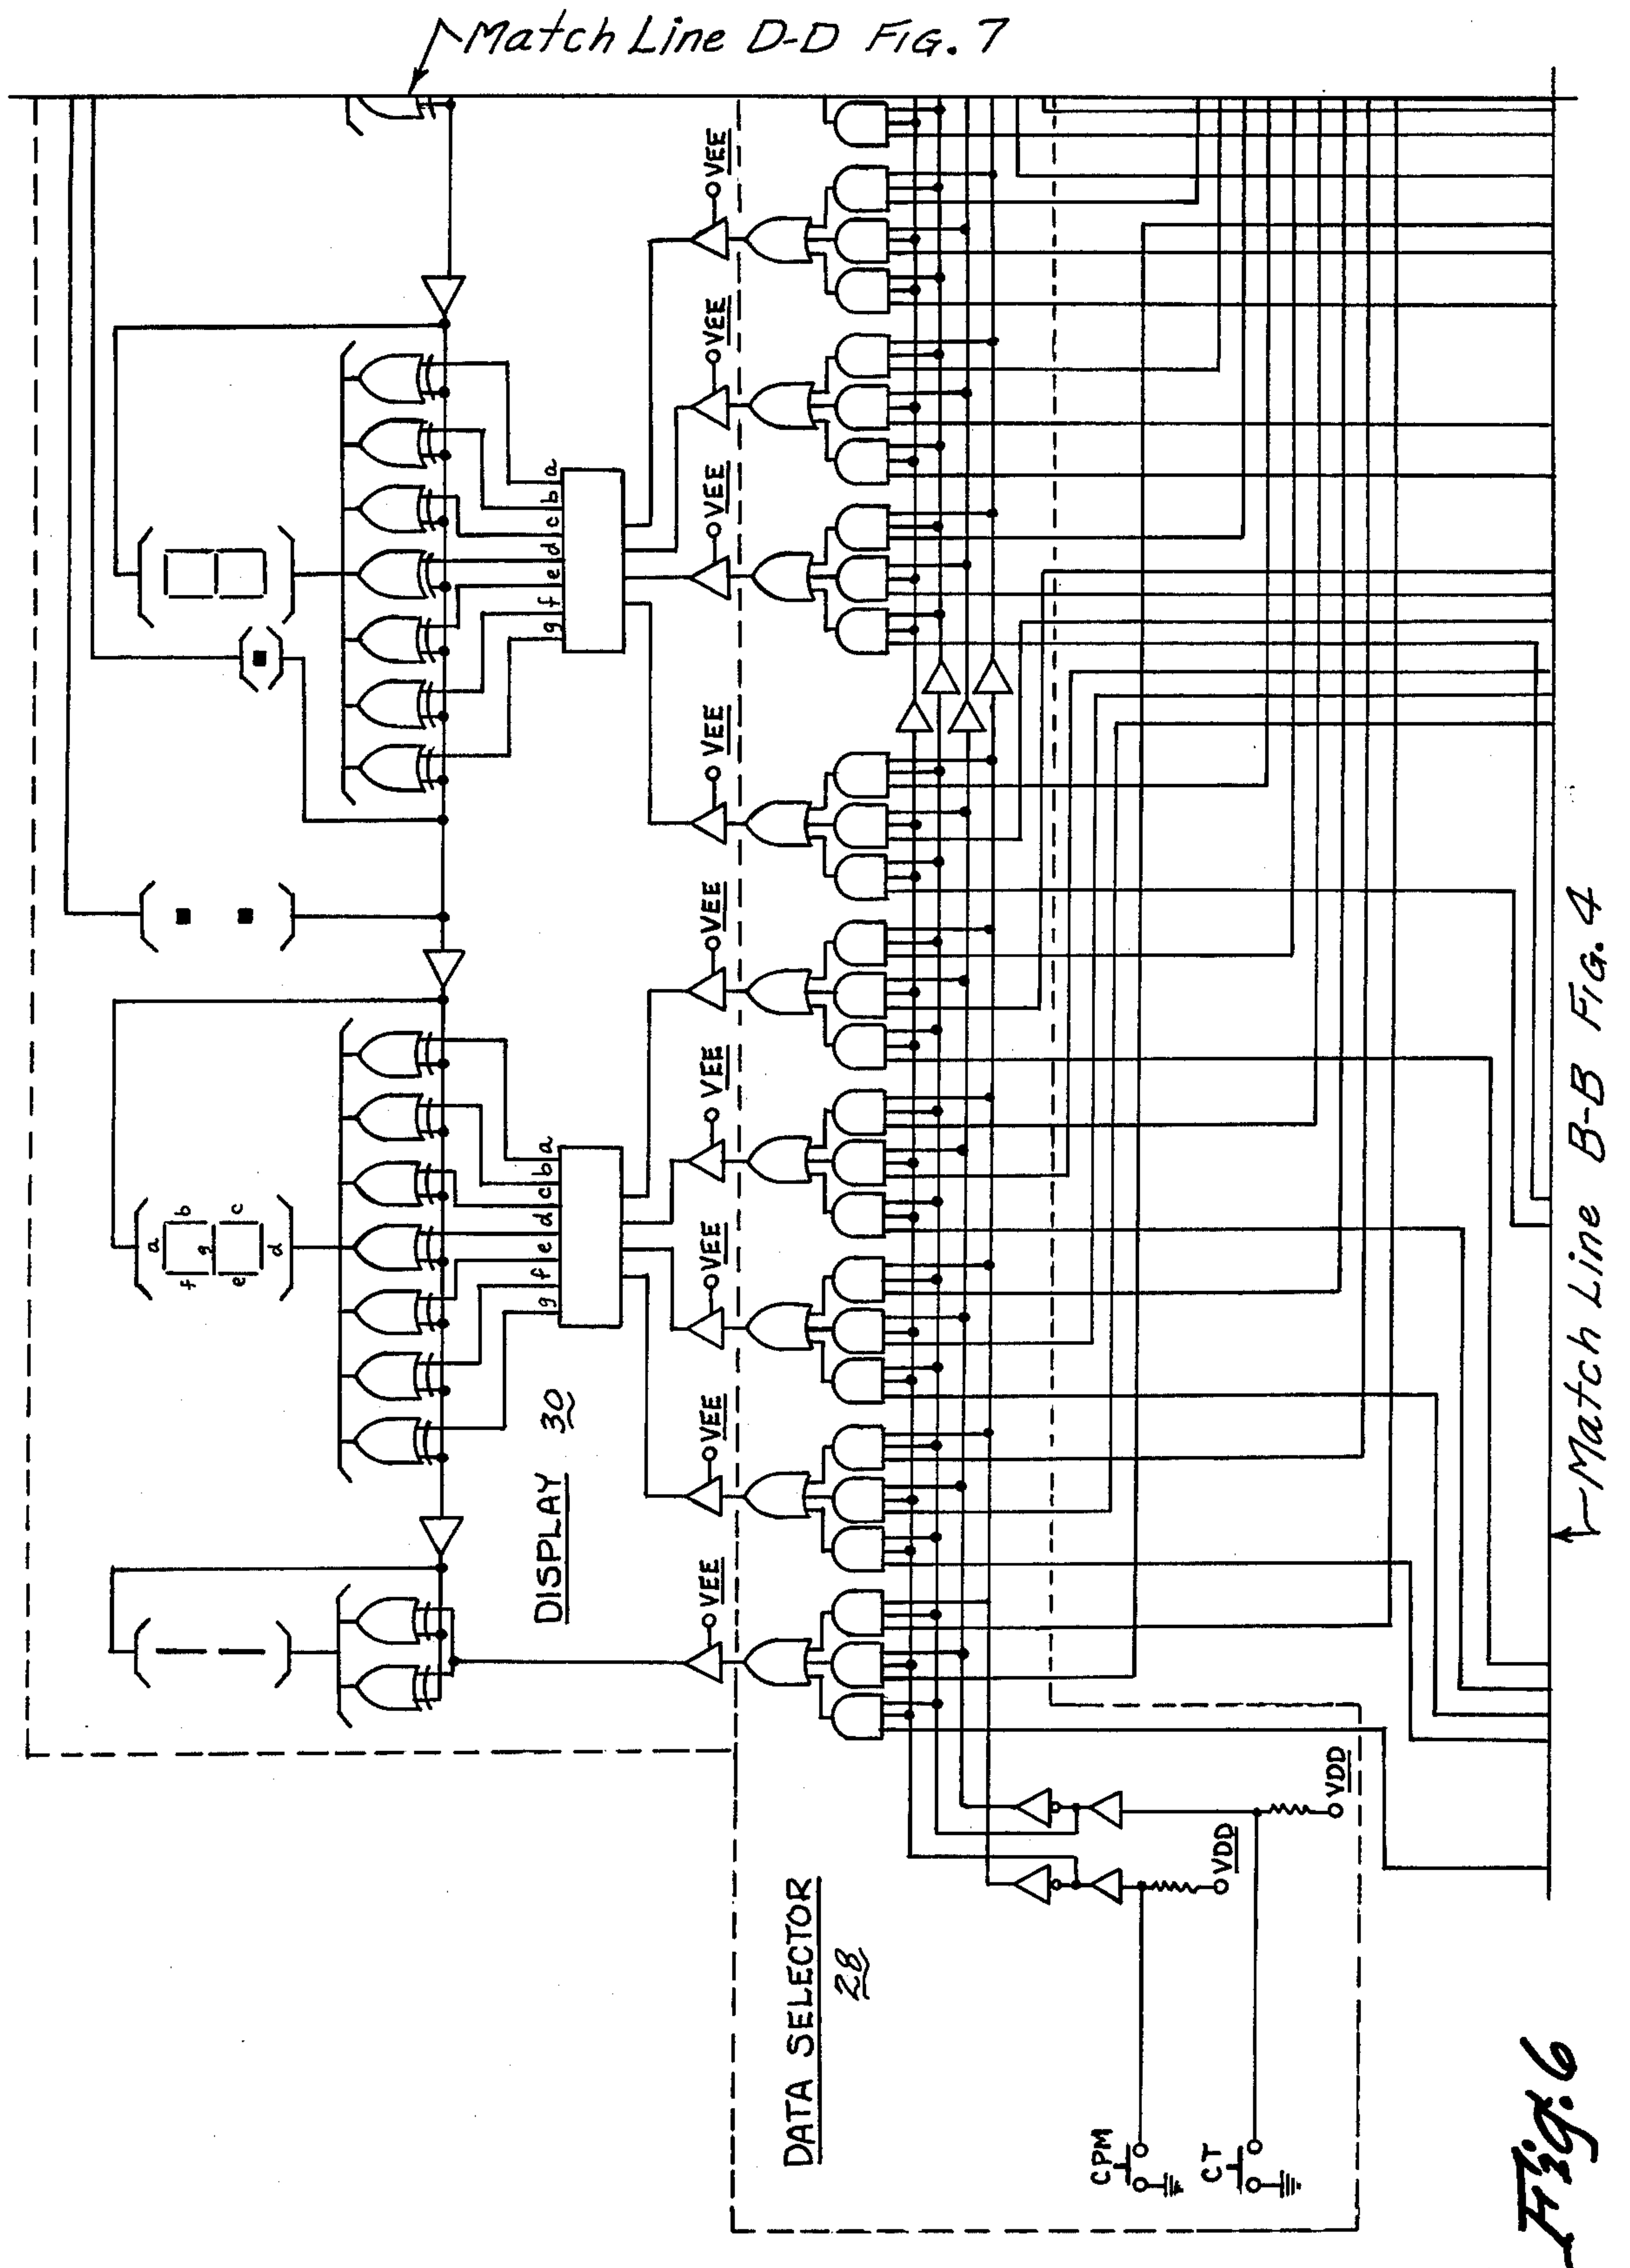 Match Line D-D FIG. 7
VEE
VEE
VEE
VEE
VEE
VEE
VEE
VEE
VEE
a
b
c
d
e
f
g
a
b
c
d
e
f
g
a
b
c
d
e
f
g
DISPLAY
30
DATA SELECTOR
28
VDD
VDD
CPM
CT
Match Line B-B FIG. 4
Fig. 6